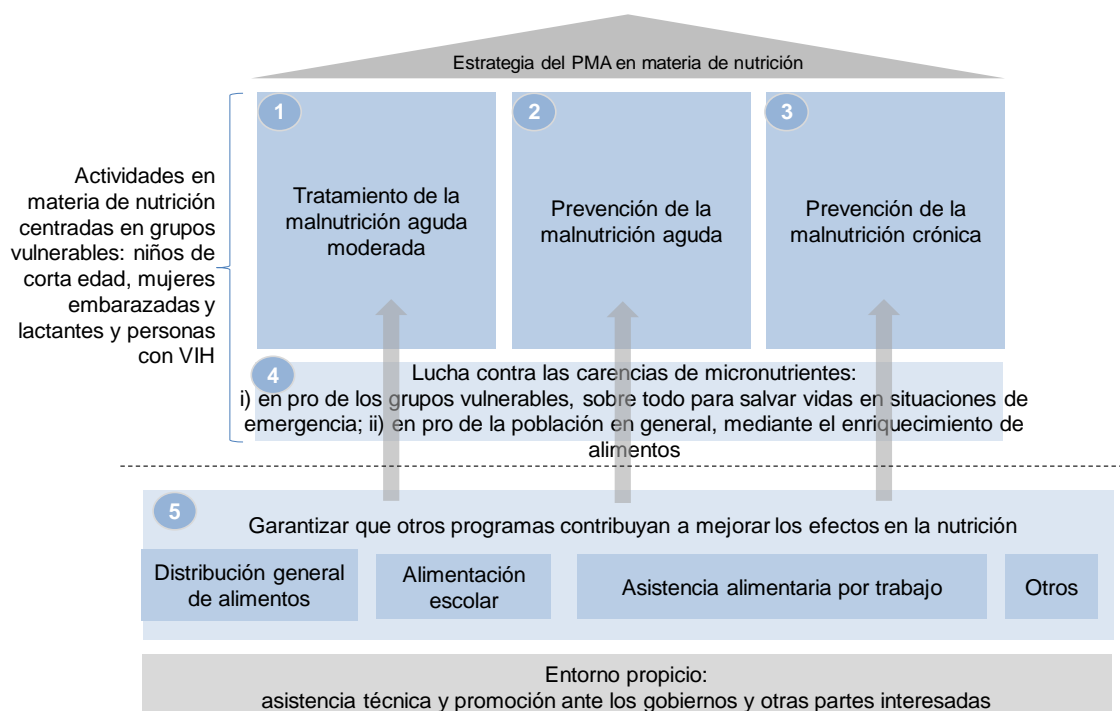 Estrategia del PMA en materia de nutrición
1
2
3
Actividades en
materia de nutrición
centradas en grupos
vulnerables: niños de
corta edad, mujeres
embarazadas y
lactantes y personas
con VIH
Tratamiento de la
malnutrición aguda
moderada
Prevención de la
malnutrición aguda
Prevención de la
malnutrición crónica
4
Lucha contra las carencias de micronutrientes:
i) en pro de los grupos vulnerables, sobre todo para salvar vidas en situaciones de
emergencia; ii) en pro de la población en general, mediante el enriquecimiento de
alimentos
5
Garantizar que otros programas contribuyan a mejorar los efectos en la nutrición
Distribución general
de alimentos
Alimentación
escolar
Asistencia alimentaria por trabajo
Otros
Entorno propicio:
asistencia técnica y promoción ante los gobiernos y otras partes interesadas